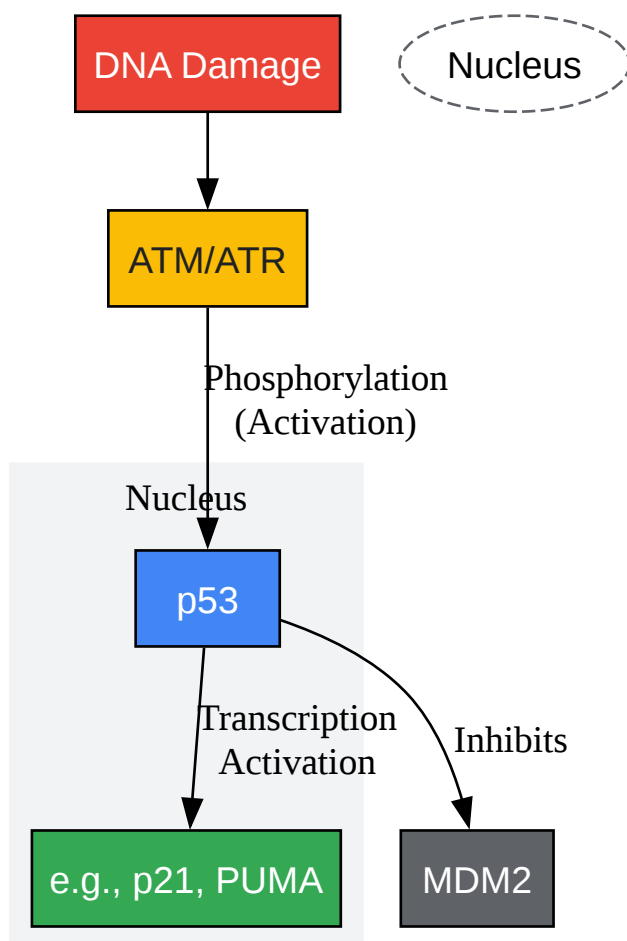 DNA Damage
Nucleus
ATM/ATR
Phosphorylation
(Activation)
Nucleus
p53
Transcription
Activation
Inhibits
e.g., p21, PUMA
MDM2